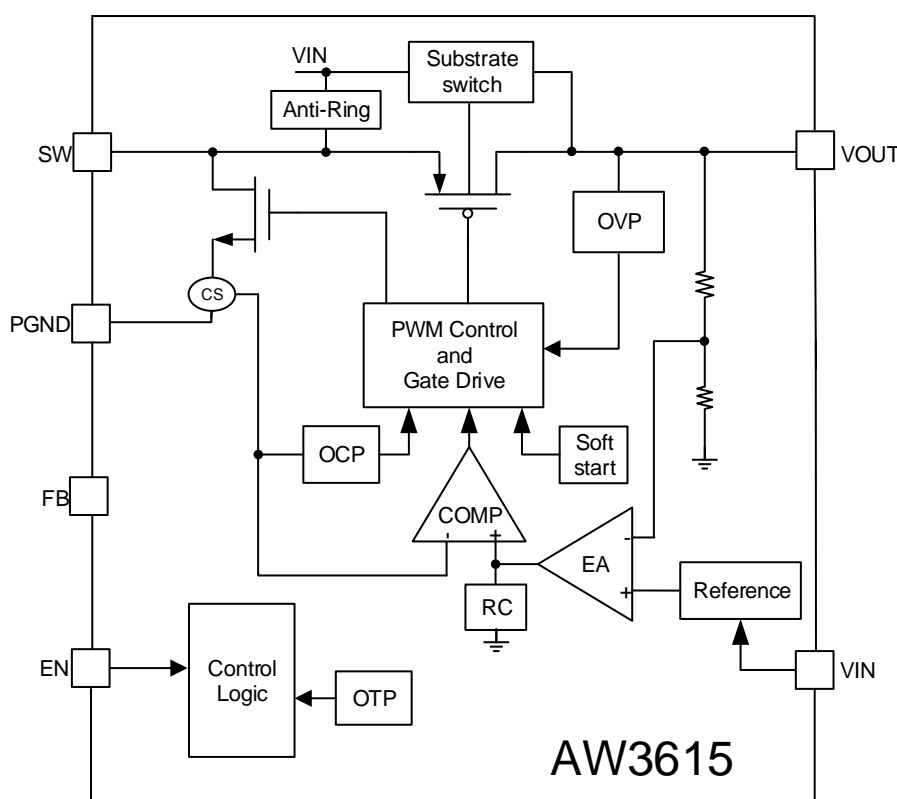 VIN
Substrate
switch
Anti-Ring
SW
VOUT
OVP
CS
PGND
PWM Control
and
Gate Drive
OCP
Soft
start
FB
COMP
-
+
EA
-
+
RC
Reference
EN
Control
Logic
OTP
VIN
AW3615